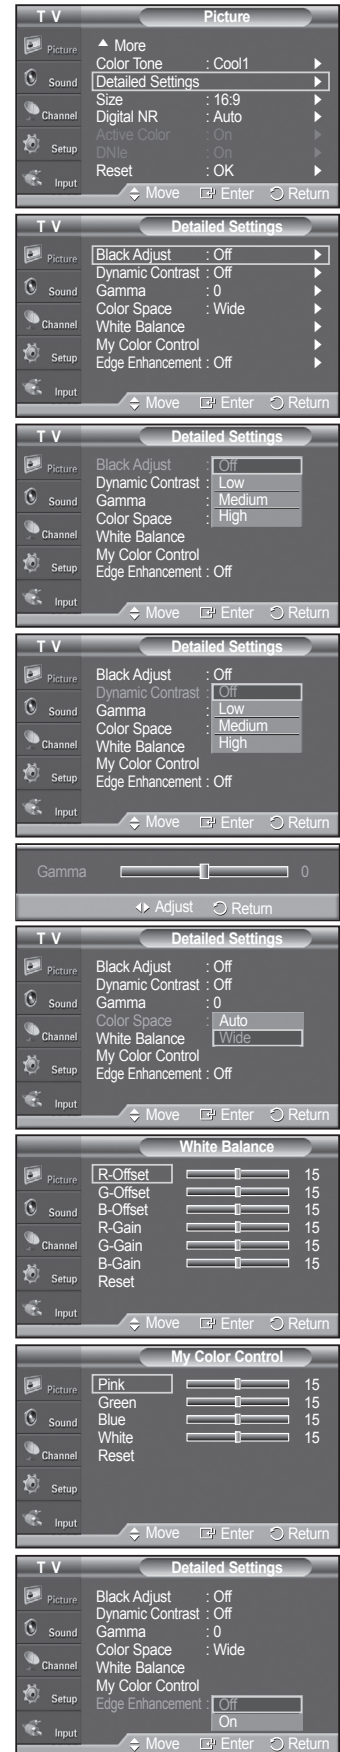 T V Picture
Picture
Sound
Channel
Setup
Input
▲ More
Color Tone : Cool1 ►
Detailed Settings ►
Size : 16:9 ►
Digital NR : Auto ►
Active Color : On ►
DNIe : On ►
Reset : OK ►
Move Enter Return
T V Detailed Settings
Picture
Sound
Channel
Setup
Input
Black Adjust : Off ►
Dynamic Contrast : Off ►
Gamma : 0 ►
Color Space : Wide ►
White Balance ►
My Color Control ►
Edge Enhancement : Off ►
Move Enter Return
T V Detailed Settings
Picture
Sound
Channel
Setup
Input
Black Adjust : Off
Dynamic Contrast : Low
Gamma : Medium
Color Space : High
White Balance
My Color Control
Edge Enhancement : Off
Move Enter Return
T V Detailed Settings
Picture
Sound
Channel
Setup
Input
Black Adjust : Off
Dynamic Contrast : Off
Gamma : Low
Color Space : Medium
White Balance High
My Color Control
Edge Enhancement : Off
Move Enter Return
Gamma 0
Adjust Return
T V Detailed Settings
Picture
Sound
Channel
Setup
Input
Black Adjust : Off
Dynamic Contrast : Off
Gamma : 0
Color Space : Auto
White Balance Wide
My Color Control
Edge Enhancement : Off
Move Enter Return
White Balance
Picture
Sound
Channel
Setup
Input
R-Offset 15
G-Offset 15
B-Offset 15
R-Gain 15
G-Gain 15
B-Gain 15
Reset
Move Enter Return
My Color Control
Picture
Sound
Channel
Setup
Input
Pink 15
Green 15
Blue 15
White 15
Reset
Move Enter Return
T V Detailed Settings
Picture
Sound
Channel
Setup
Input
Black Adjust : Off
Dynamic Contrast : Off
Gamma : 0
Color Space : Wide
White Balance
My Color Control
Edge Enhancement : Off
On
Move Enter Return